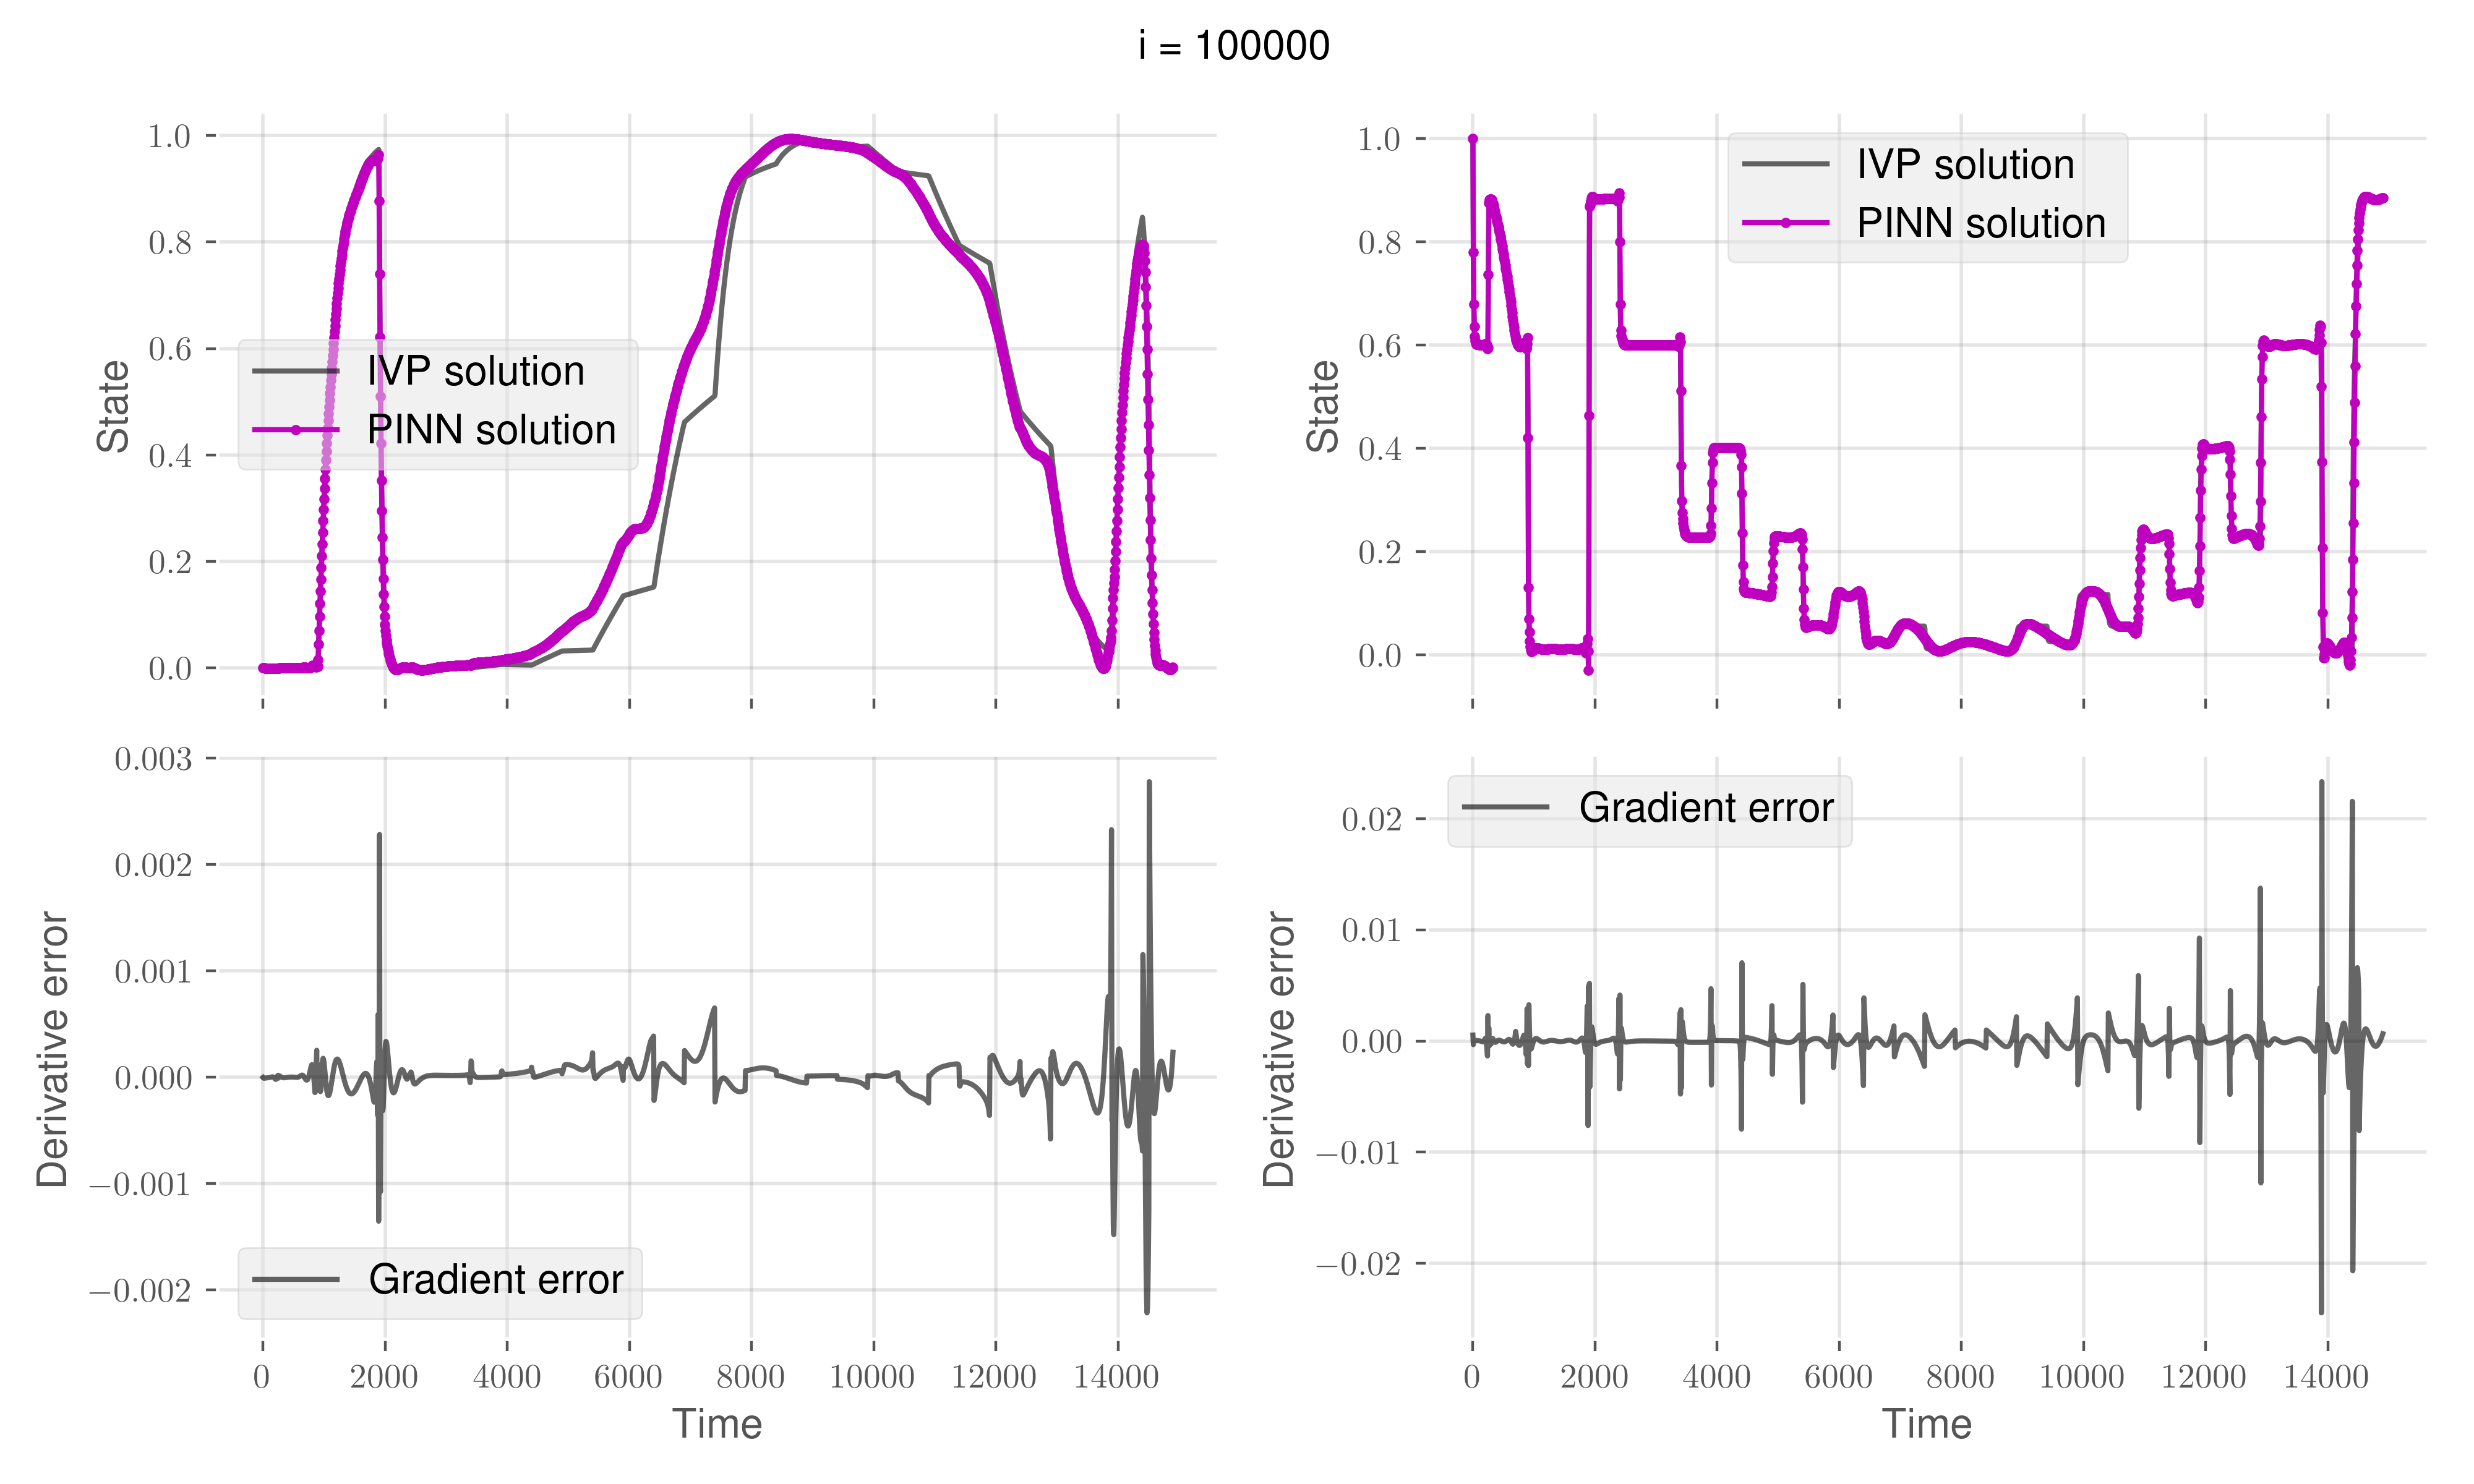 i = 100000
1.0
0.8
0.6
0.4
0.2
0.0
State
IVP solution
PINN solution
1.0
0.8
0.6
0.4
0.2
0.0
State
IVP solution
PINN solution
0.003
0.002
0.001
0.000
−0.001
−0.002
Derivative error
Gradient error
0 2000 4000 6000 8000 10000 12000 14000
Time
0.02
0.01
0.00
−0.01
−0.02
Derivative error
Gradient error
0 2000 4000 6000 8000 10000 12000 14000
Time